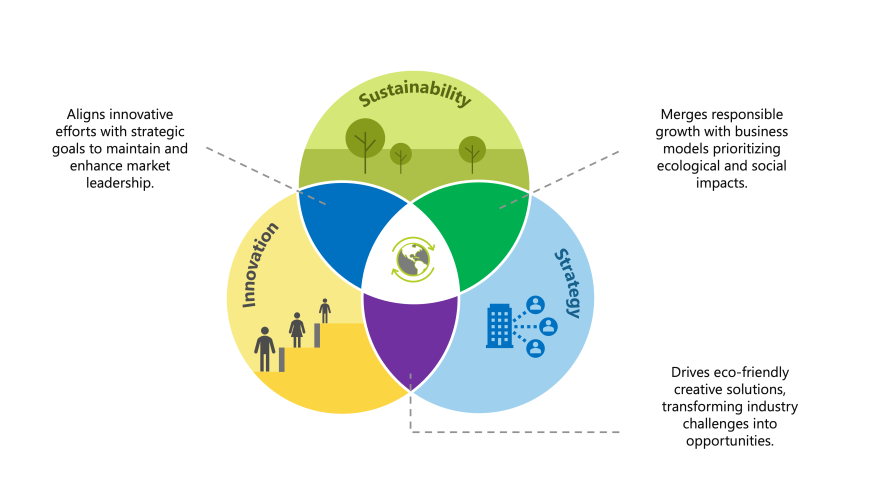 Sustainability
Aligns innovative
efforts with strategic
goals to maintain and
enhance market
leadership.
Merges responsible
growth with business
models prioritizing
ecological and social
impacts.
Innovation
Strategy
Drives eco-friendly
creative solutions,
transforming industry
challenges into
opportunities.